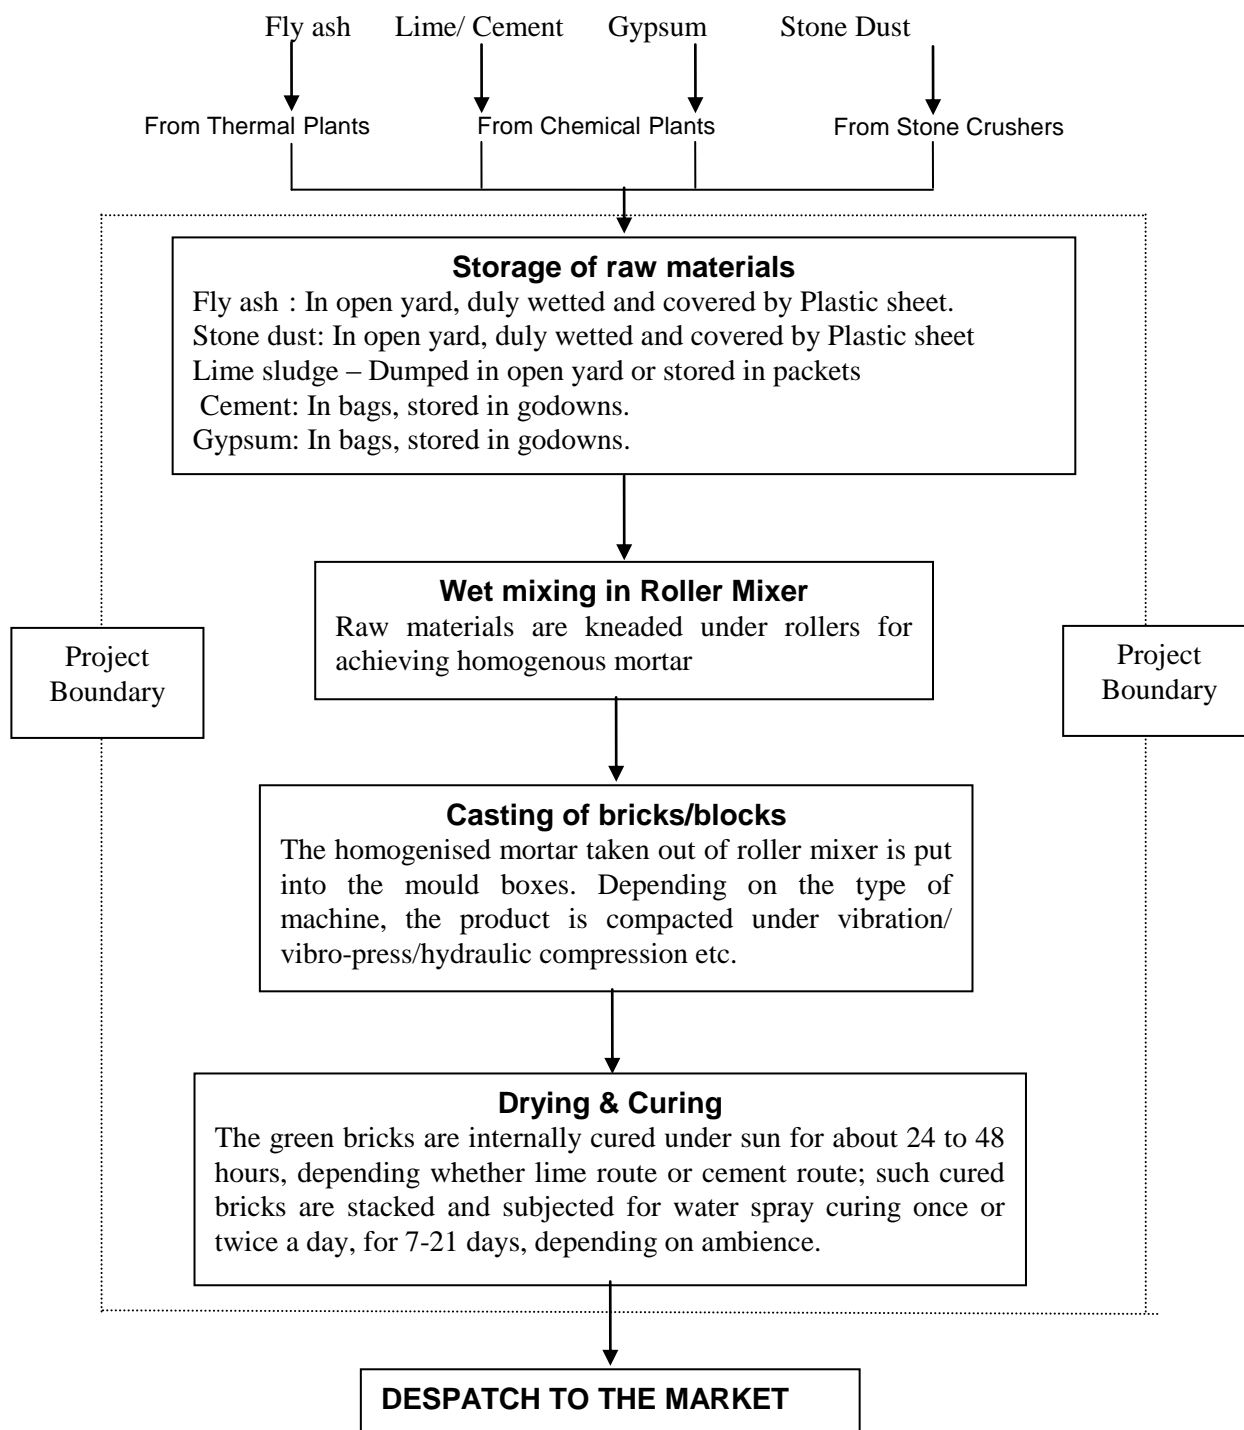 Fly ash Lime/ Cement Gypsum Stone Dust
From Thermal Plants From Chemical Plants From Stone Crushers
Storage of raw materials
Fly ash : In open yard, duly wetted and covered by Plastic sheet.
Stone dust: In open yard, duly wetted and covered by Plastic sheet
Lime sludge – Dumped in open yard or stored in packets
Cement: In bags, stored in godowns.
Gypsum: In bags, stored in godowns.
Wet mixing in Roller Mixer
Raw materials are kneaded under rollers for
achieving homogenous mortar
Project
Boundary
Project
Boundary
Casting of bricks/blocks
The homogenised mortar taken out of roller mixer is put
into the mould boxes. Depending on the type of
machine, the product is compacted under vibration/
vibro-press/hydraulic compression etc.
Drying & Curing
The green bricks are internally cured under sun for about 24 to 48
hours, depending whether lime route or cement route; such cured
bricks are stacked and subjected for water spray curing once or
twice a day, for 7-21 days, depending on ambience.
DESPATCH TO THE MARKET